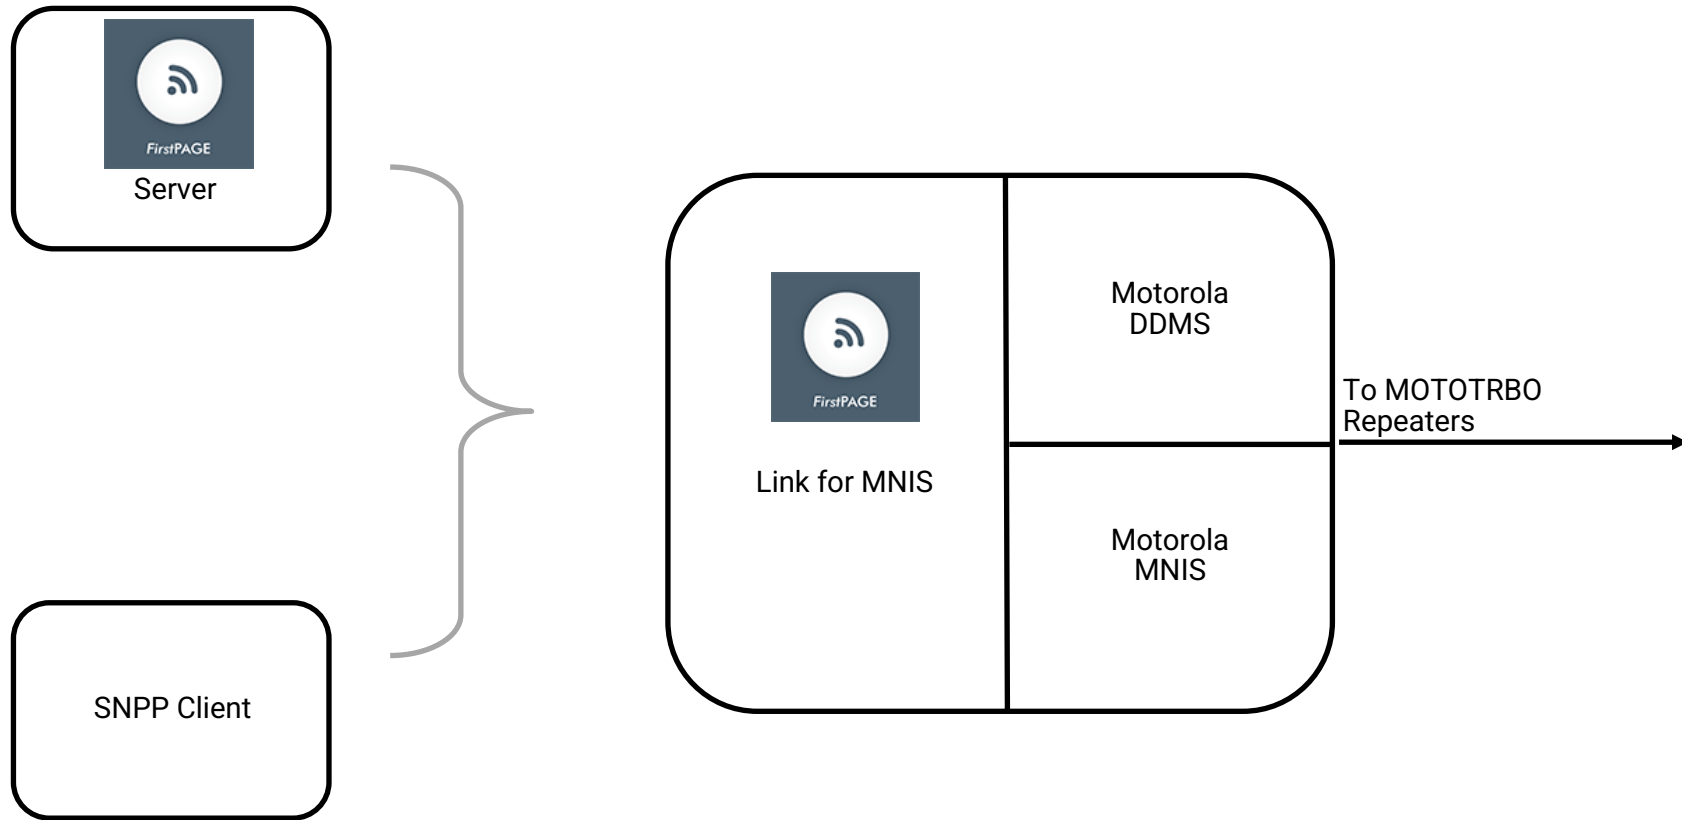 FirstPAGE
Server
FirstPAGE
Link for MNIS
Motorola
DDMS
Motorola
MNIS
To MOTOTRBO
Repeaters
SNPP Client